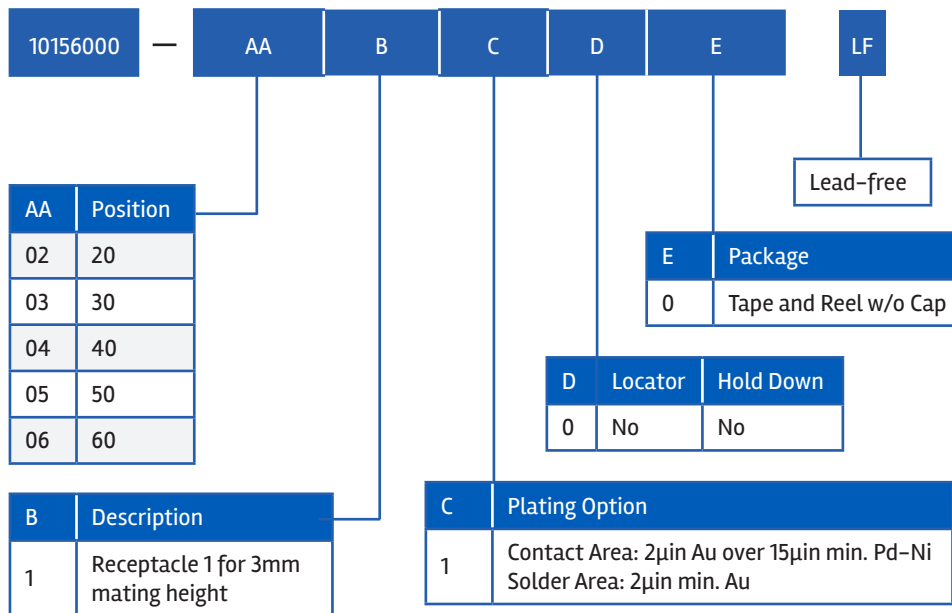 10156000 — AA B C D E LF
Lead-free
AA Position
02 20
03 30
04 40
05 50
06 60
E Package
0 Tape and Reel w/o Cap
D Locator Hold Down
0 No No
B Description
1 Receptacle 1 for 3mm
mating height
C Plating Option
1 Contact Area: 2µin Au over 15µin min. Pd-Ni
Solder Area: 2µin min. Au